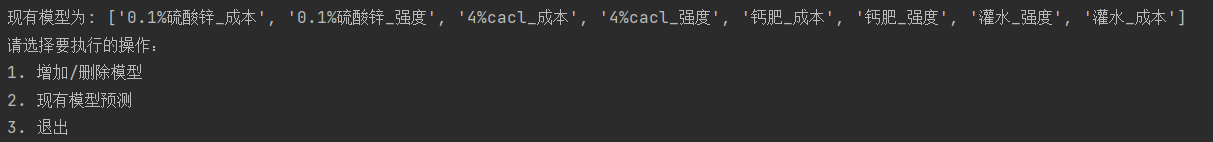 现有模型为: ['0.1%硫酸锌_成本', '0.1%硫酸锌_强度', '4%cacl_成本', '4%cacl_强度', '钙肥_成本', '钙肥_强度', '灌水_强度', '灌水_成本']
请选择要执行的操作:
1. 增加/删除模型
2. 现有模型预测
3. 退出